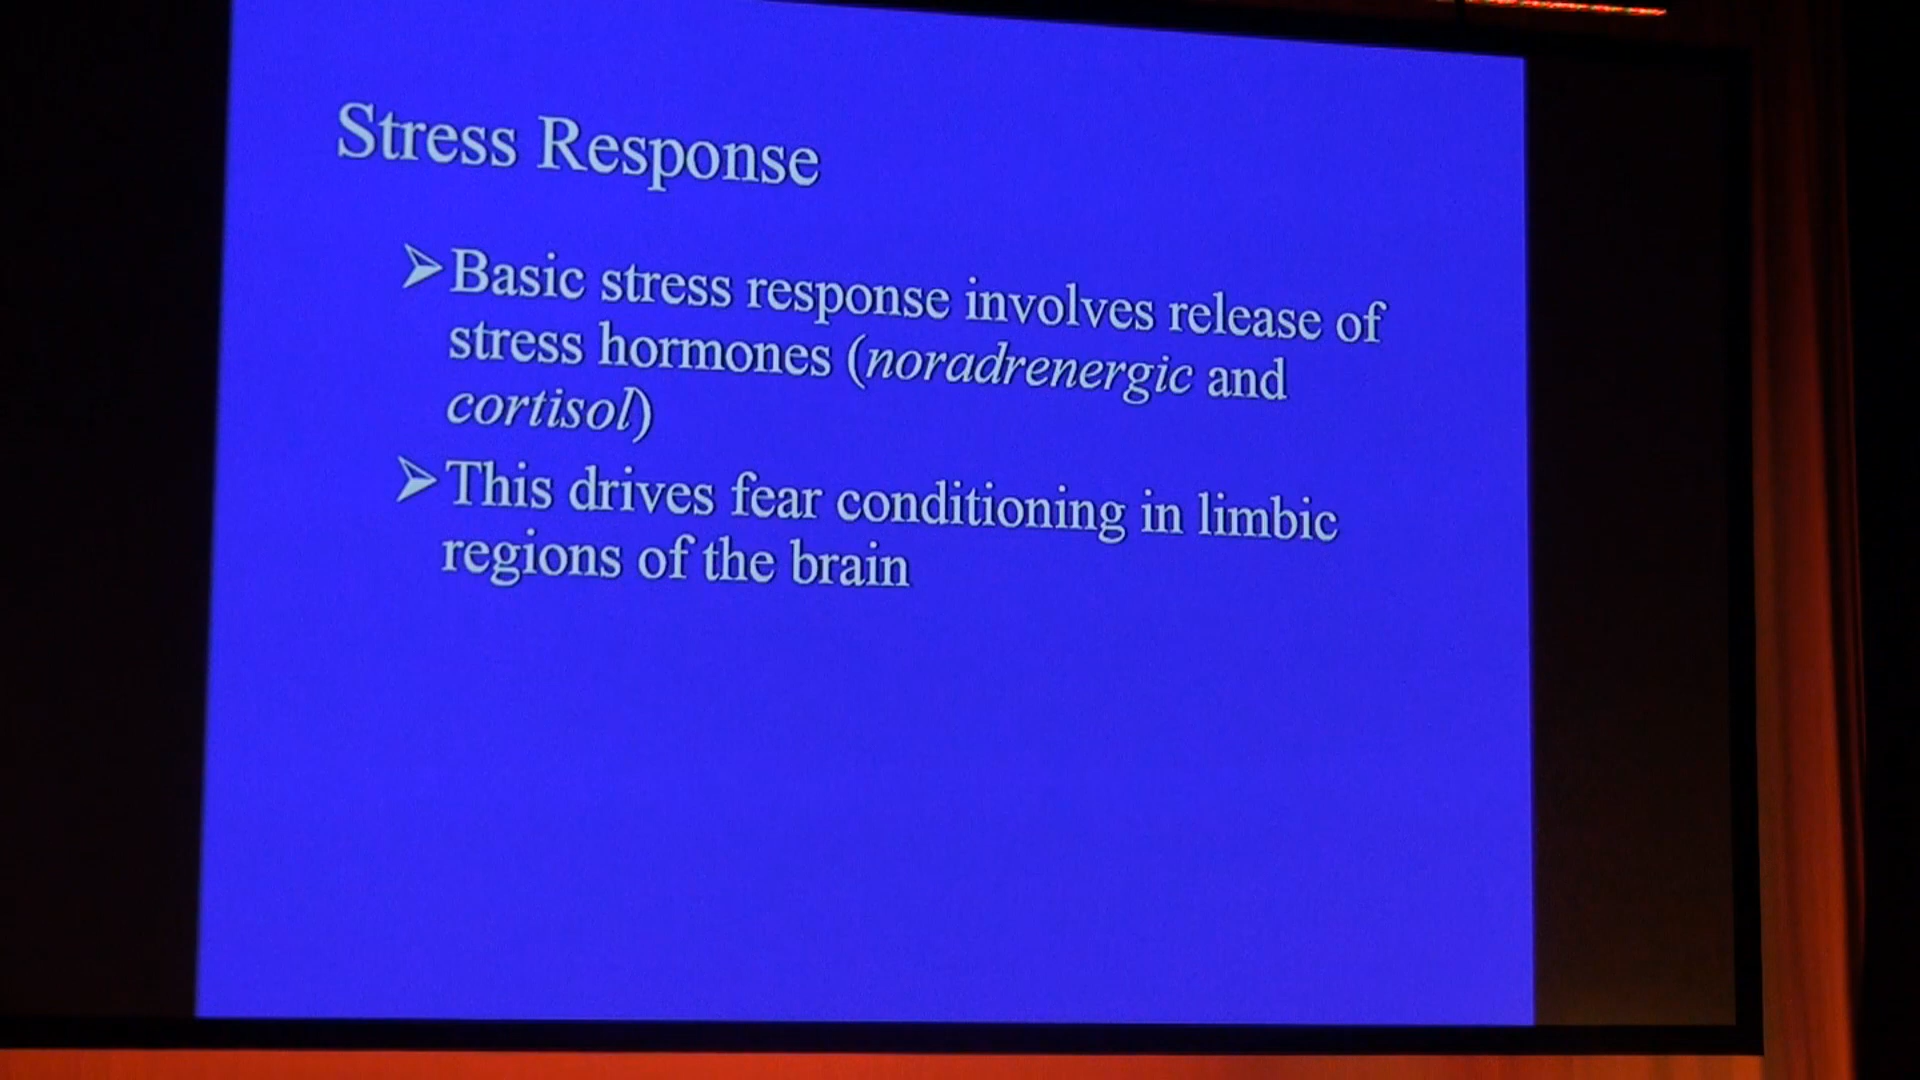 Stress Response
➢Basic stress response involves release of
stress hormones (noradrenergic and
cortisol)
➢This drives fear conditioning in limbic
regions of the brain